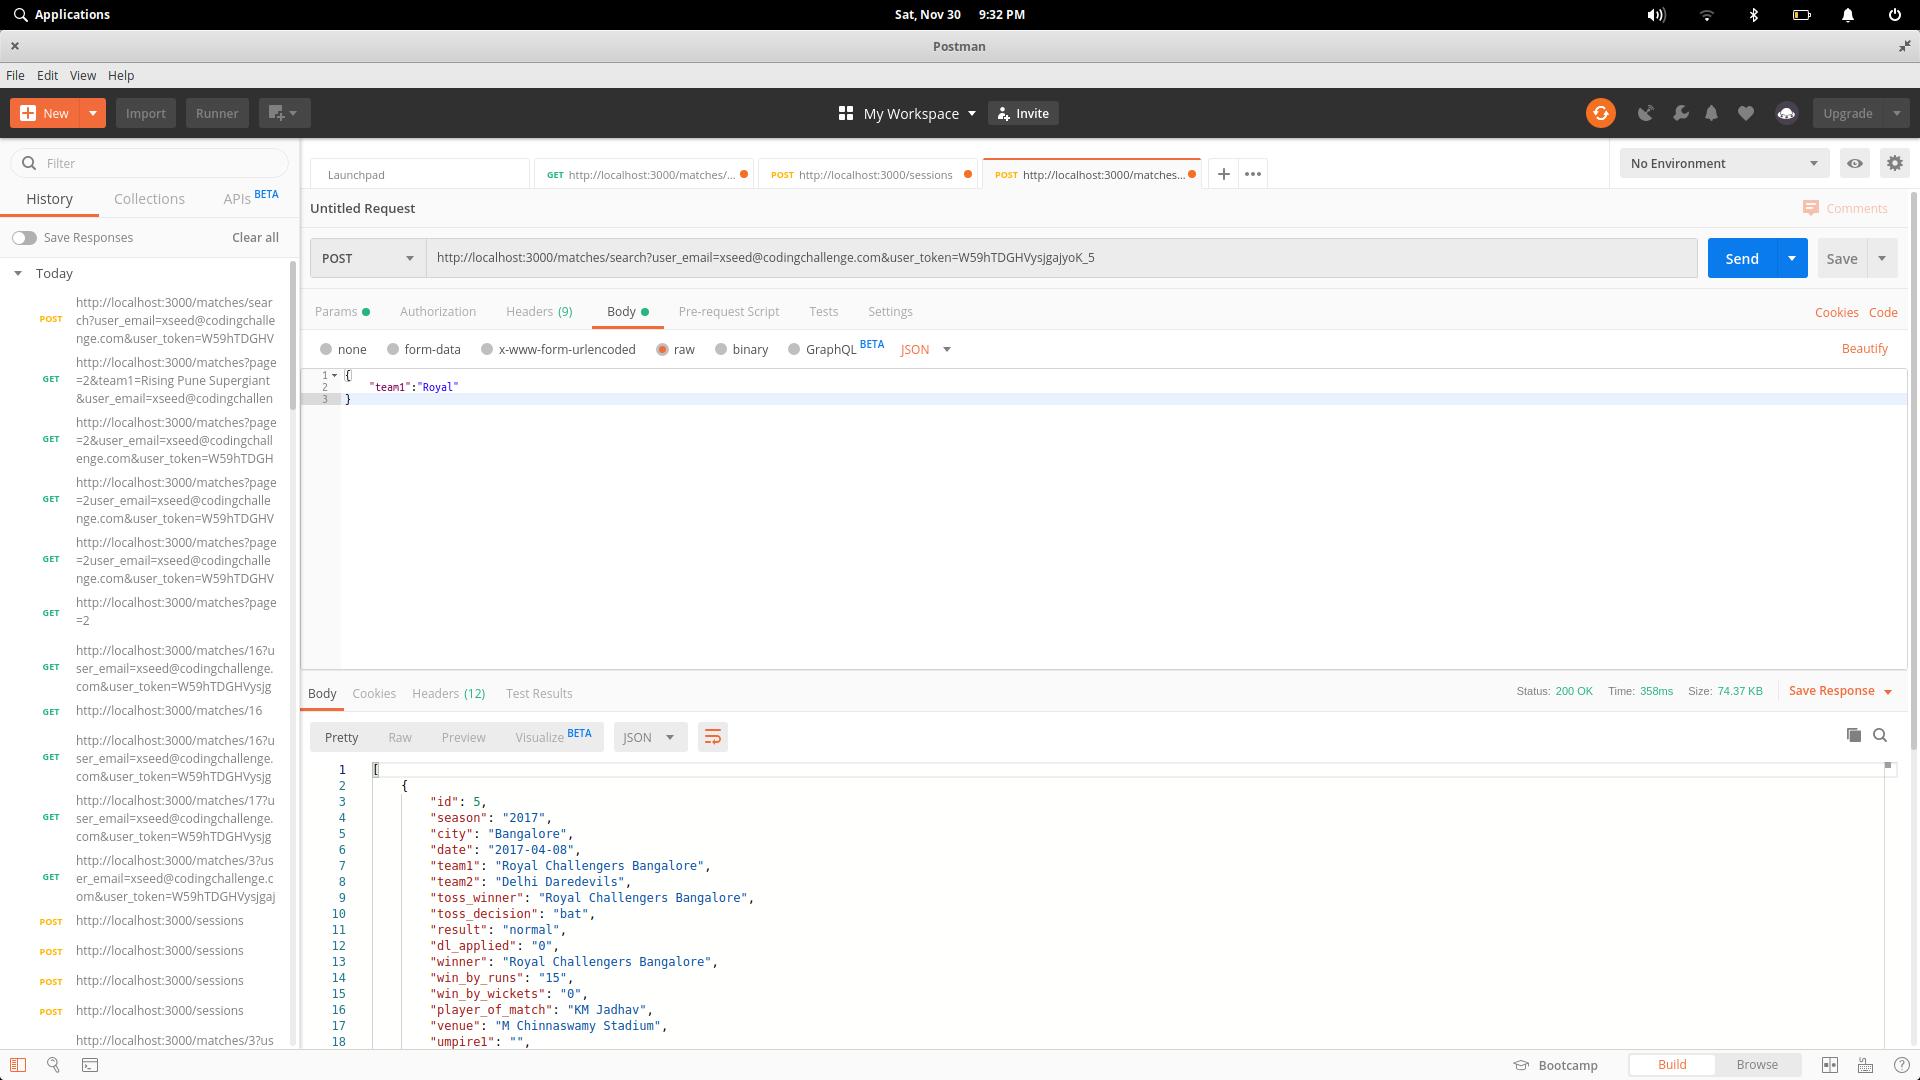 Applications
Sat, Nov 30 9:32 PM
Postman
File Edit View Help
New Import Runner My Workspace Invite Upgrade
Filter
History Collections APIs BETA
Save Responses Clear all
Today
POST http://localhost:3000/matches/sear
ch?user_email=xseed@codingchalle
nge.com&user_token=W59hTDGHV
GET http://localhost:3000/matches?page
=2&team1=Rising Pune Supergiant
&user_email=xseed@codingchallen
GET http://localhost:3000/matches?page
=2&user_email=xseed@codingchall
enge.com&user_token=W59hTDGH
GET http://localhost:3000/matches?page
=2user_email=xseed@codingchalle
nge.com&user_token=W59hTDGHV
GET http://localhost:3000/matches?page
=2user_email=xseed@codingchalle
nge.com&user_token=W59hTDGHV
GET http://localhost:3000/matches?page
=2
GET http://localhost:3000/matches/16?u
ser_email=xseed@codingchallenge.
com&user_token=W59hTDGHVysjg
GET http://localhost:3000/matches/16
GET http://localhost:3000/matches/16?u
ser_email=xseed@codingchallenge.
com&user_token=W59hTDGHVysjg
GET http://localhost:3000/matches/17?u
ser_email=xseed@codingchallenge.
com&user_token=W59hTDGHVysjg
GET http://localhost:3000/matches/3?us
er_email=xseed@codingchallenge.c
om&user_token=W59hTDGHVysjgaj
POST http://localhost:3000/sessions
POST http://localhost:3000/sessions
POST http://localhost:3000/sessions
POST http://localhost:3000/sessions
http://localhost:3000/matches/3?us
Launchpad GET http://localhost:3000/matches/... POST http://localhost:3000/sessions POST http://localhost:3000/matches... + No Environment
Untitled Request Comments
POST http://localhost:3000/matches/search?user_email=xseed@codingchallenge.com&user_token=W59hTDGHVysjgajyoK_5 Send Save
Params Authorization Headers (9) Body Pre-request Script Tests Settings Cookies Code
none form-data x-www-form-urlencoded raw binary GraphQL BETA JSON Beautify
1 {
2 "team1":"Royal"
3 }
Body Cookies Headers (12) Test Results Status: 200 OK Time: 358ms Size: 74.37 KB Save Response
Pretty Raw Preview Visualize BETA JSON
1 [
2 {
3 "id": 5,
4 "season": "2017",
5 "city": "Bangalore",
6 "date": "2017-04-08",
7 "team1": "Royal Challengers Bangalore",
8 "team2": "Delhi Daredevils",
9 "toss_winner": "Royal Challengers Bangalore",
10 "toss_decision": "bat",
11 "result": "normal",
12 "dl_applied": "0",
13 "winner": "Royal Challengers Bangalore",
14 "win_by_runs": "15",
15 "win_by_wickets": "0",
16 "player_of_match": "KM Jadhav",
17 "venue": "M Chinnaswamy Stadium",
18 "umpire1": "",
Bootcamp Build Browse